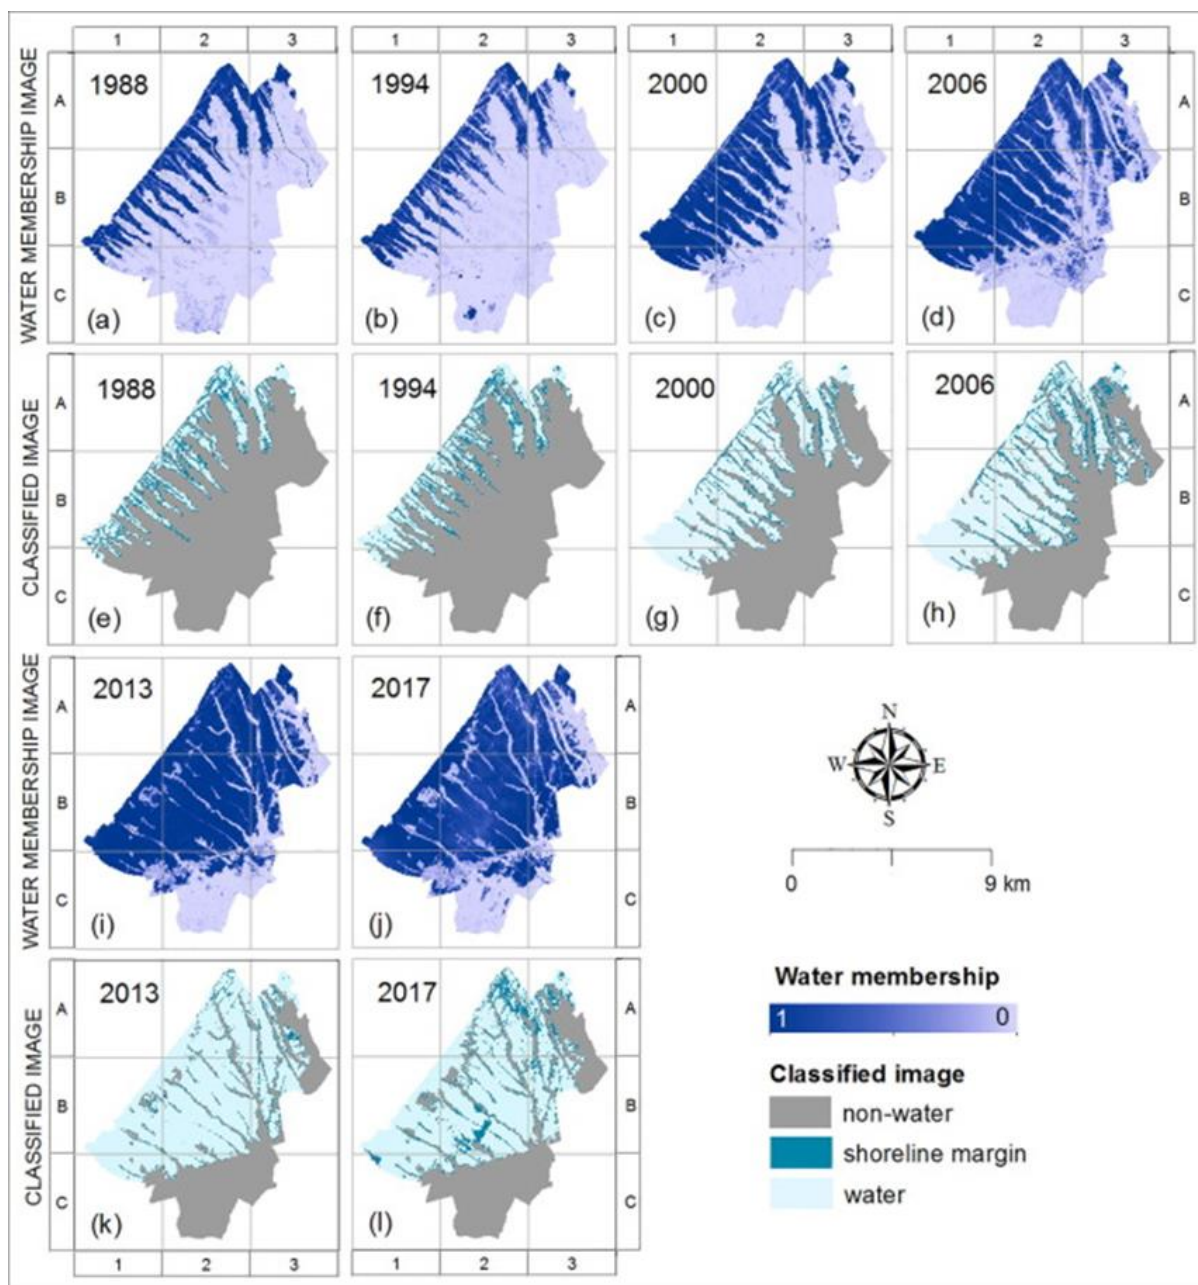 1 2 3 1 2 3 1 2 3 1 2 3
WATER MEMBERSHIP IMAGE
A
B
C
1988
(a)
1994
(b)
2000
(c)
2006
(d)
A
B
C
CLASSIFIED IMAGE
A
B
C
1988
(e)
1994
(f)
2000
(g)
2006
(h)
A
B
C
WATER MEMBERSHIP IMAGE
A
B
C
2013
(i)
2017
(j)
A
B
C
CLASSIFIED IMAGE
A
B
C
2013
(k)
2017
(l)
A
B
C
1 2 3 1 2 3
N
W E
S
0 9 km
Water membership
1 0
Classified image
non-water
shoreline margin
water